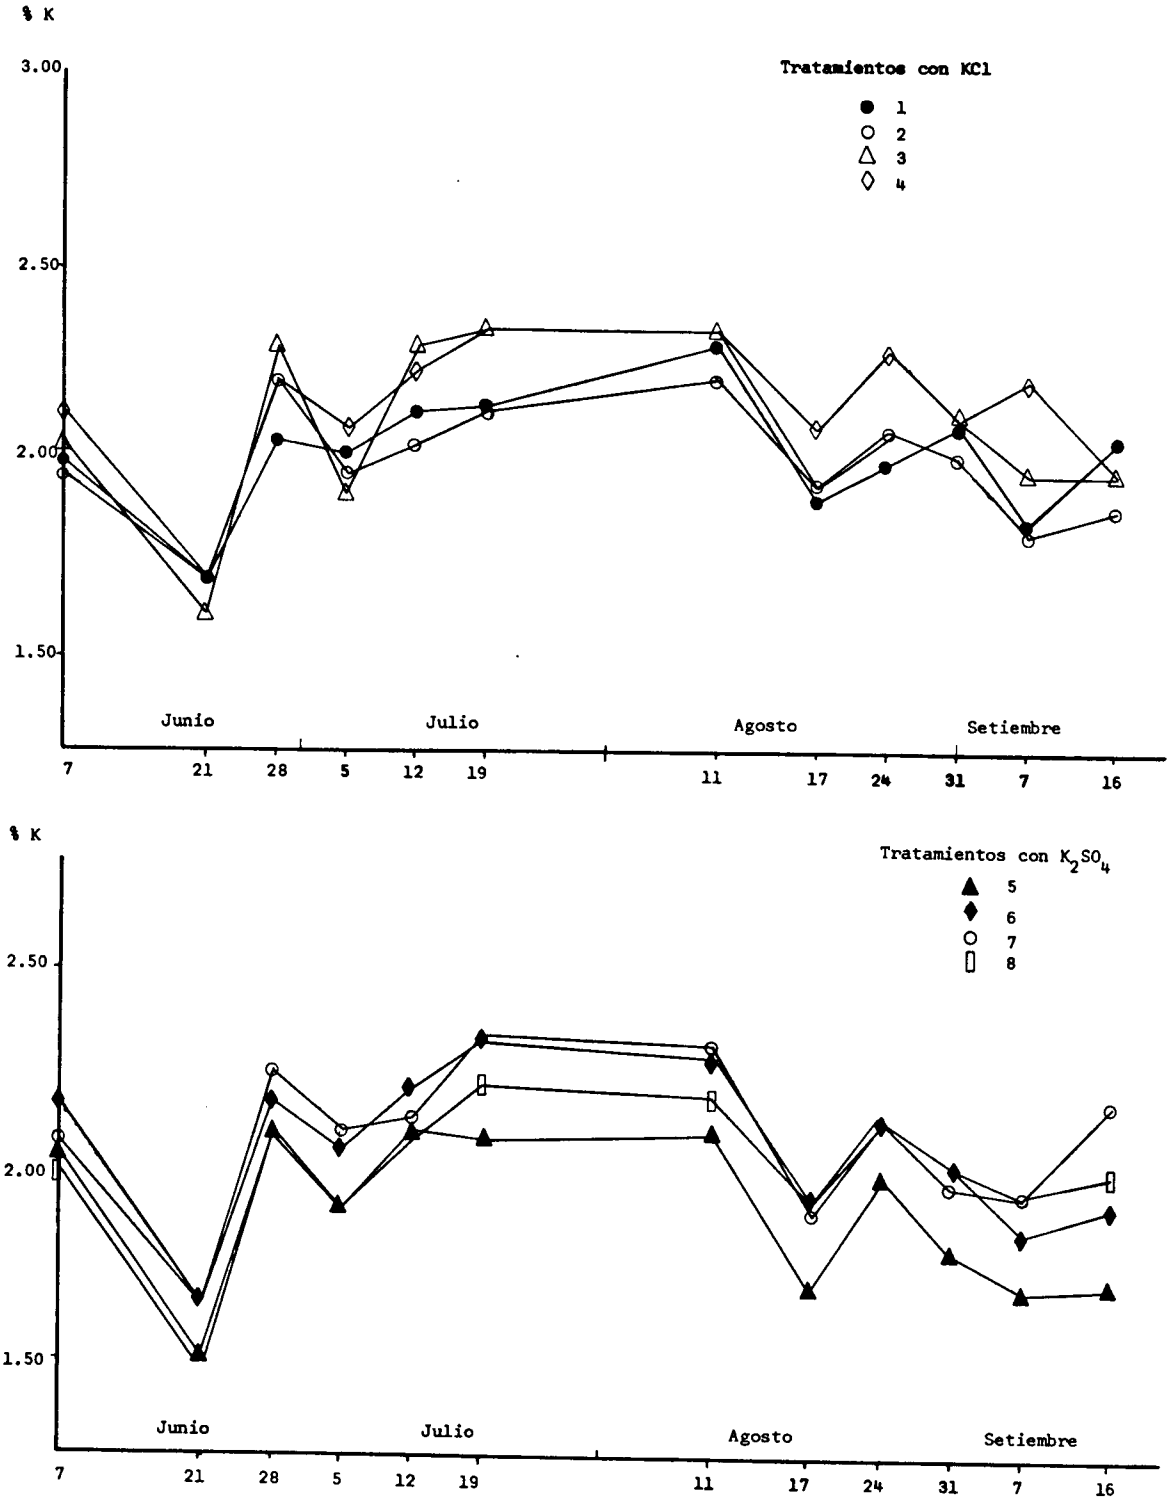 % K
3.00
Tratamientos con KCl
1
2
3
4
2.50
2.00
1.50
Junio Julio Agosto Setiembre
7 21 28 5 12 19 11 17 24 31 7 16
% K
Tratamientos con K2SO4
5
6
7
8
2.50
2.00
1.50
Junio Julio Agosto Setiembre
7 21 28 5 12 19 11 17 24 31 7 16